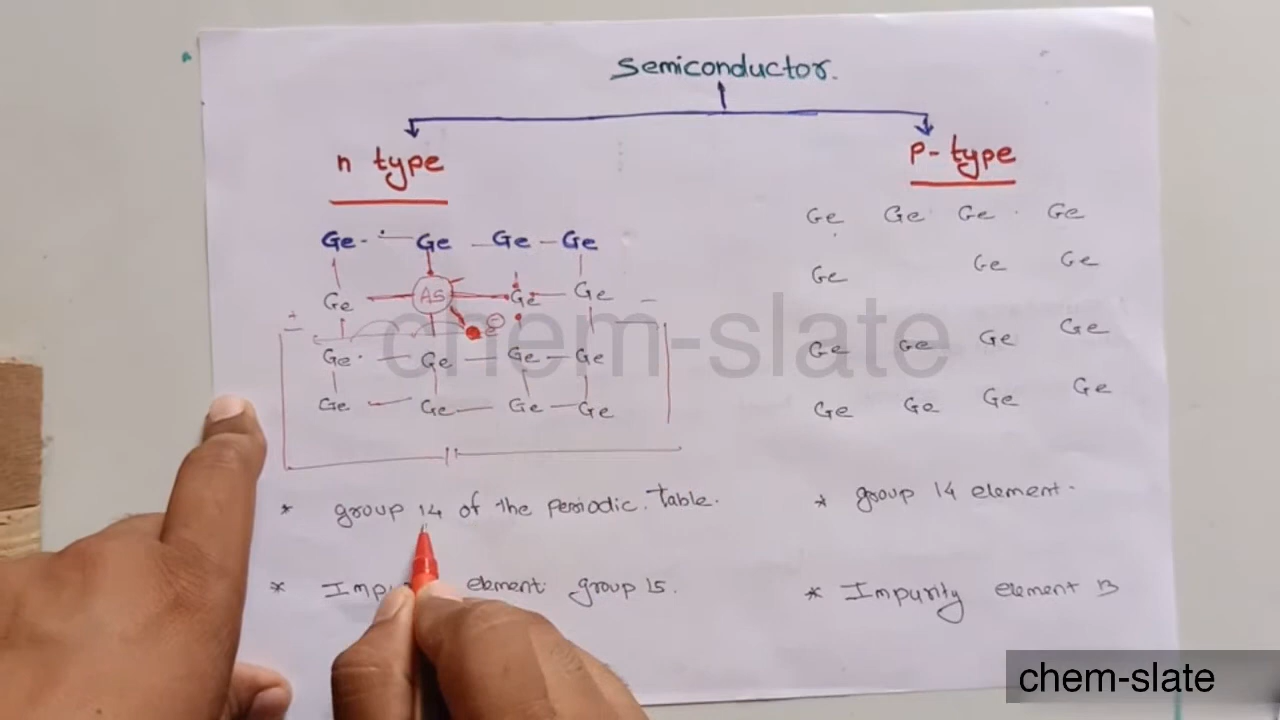 Semiconductor.
n type
P-type
Ge Ge Ge Ge
Ge As Ge Ge
+ e - -
Ge Ge Ge Ge
Ge Ge Ge Ge
Ge Ge Ge Ge
Ge Ge Ge
Ge Ge Ge Ge
Ge Ge Ge Ge
chem-slate
* group 14 of the periodic. Table.
* element group 15.
* group 14 element.
* Impurity element 13
chem-slate